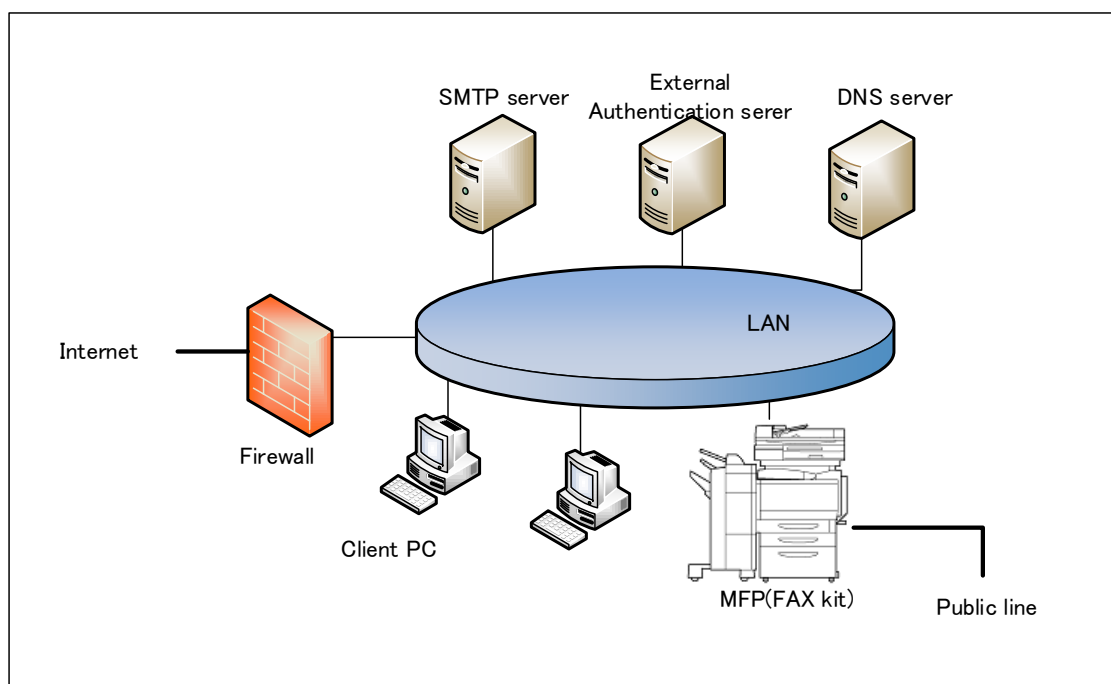 SMTP server
External
Authentication serer
DNS server
LAN
Internet
Firewall
Client PC
MFP(FAX kit)
Public line